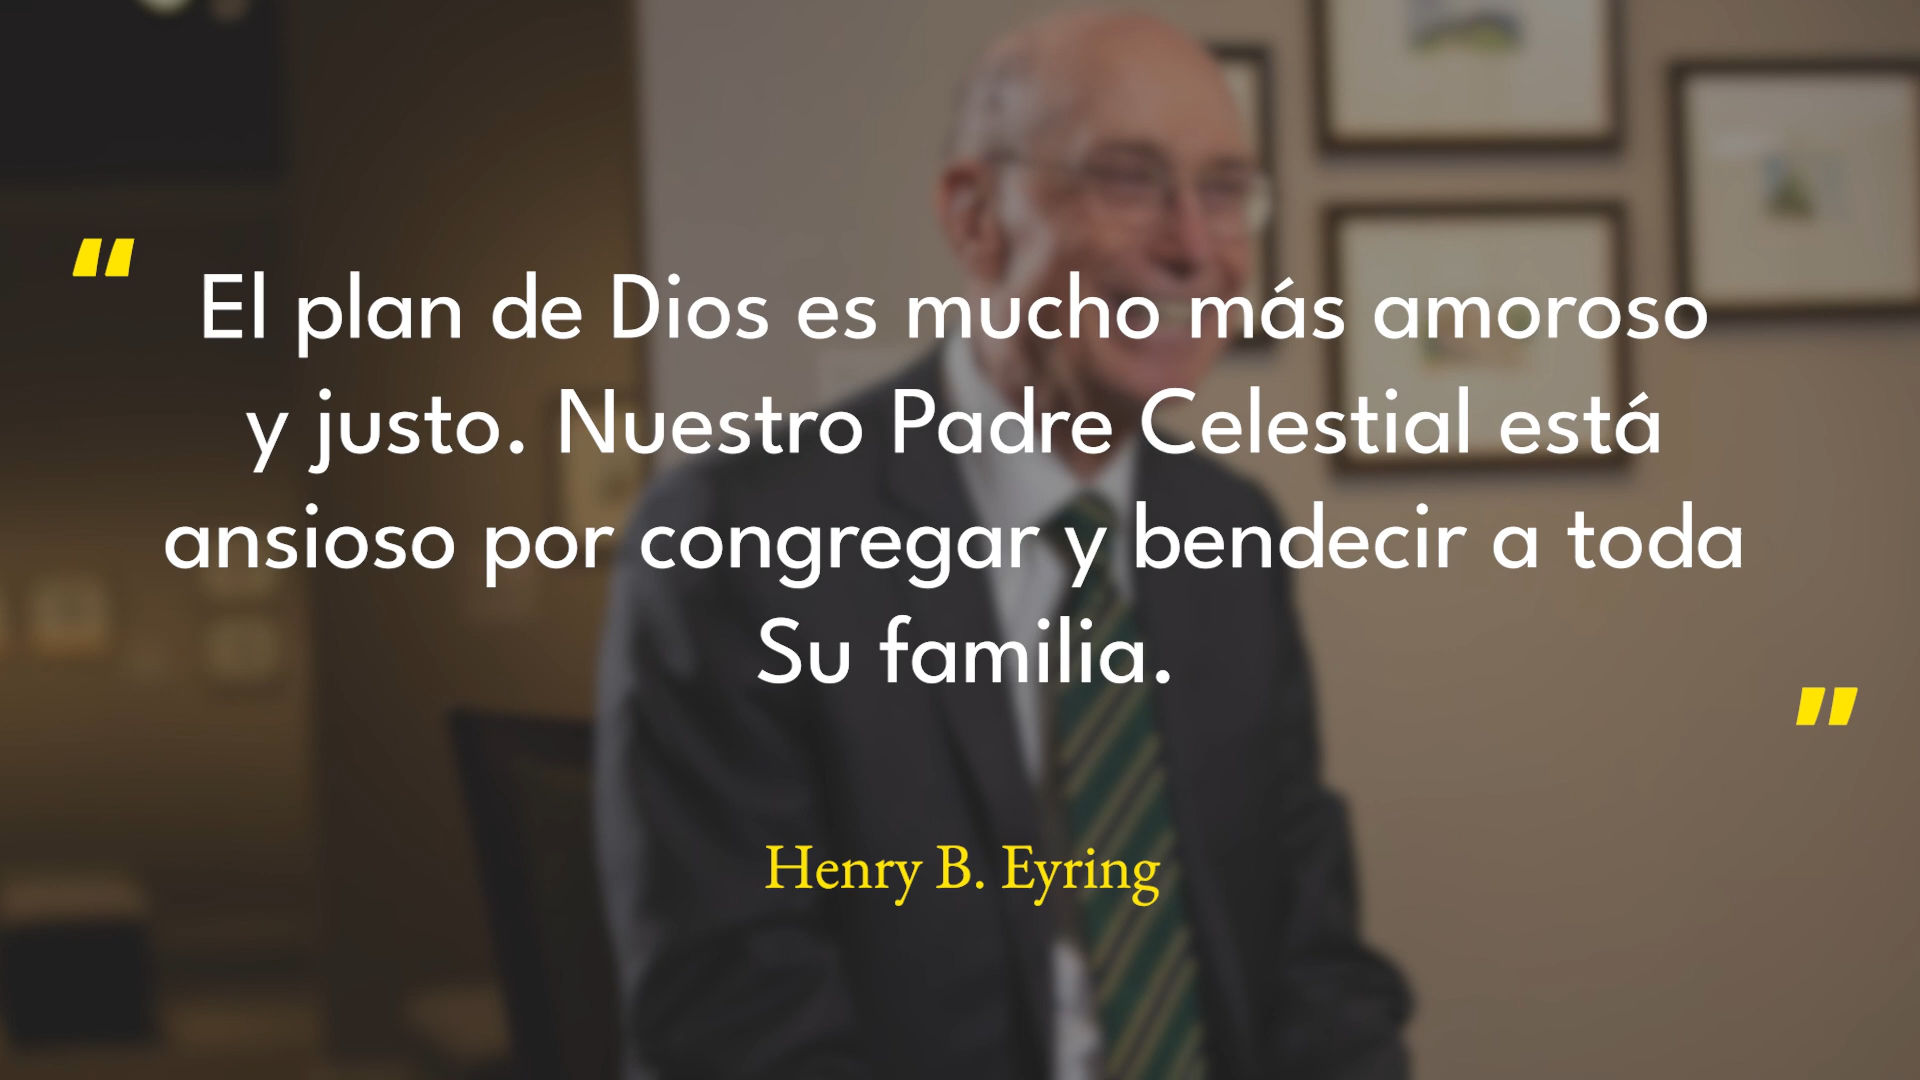 “ El plan de Dios es mucho más amoroso
y justo. Nuestro Padre Celestial está
ansioso por congregar y bendecir a toda
Su familia. ”
Henry B. Eyring